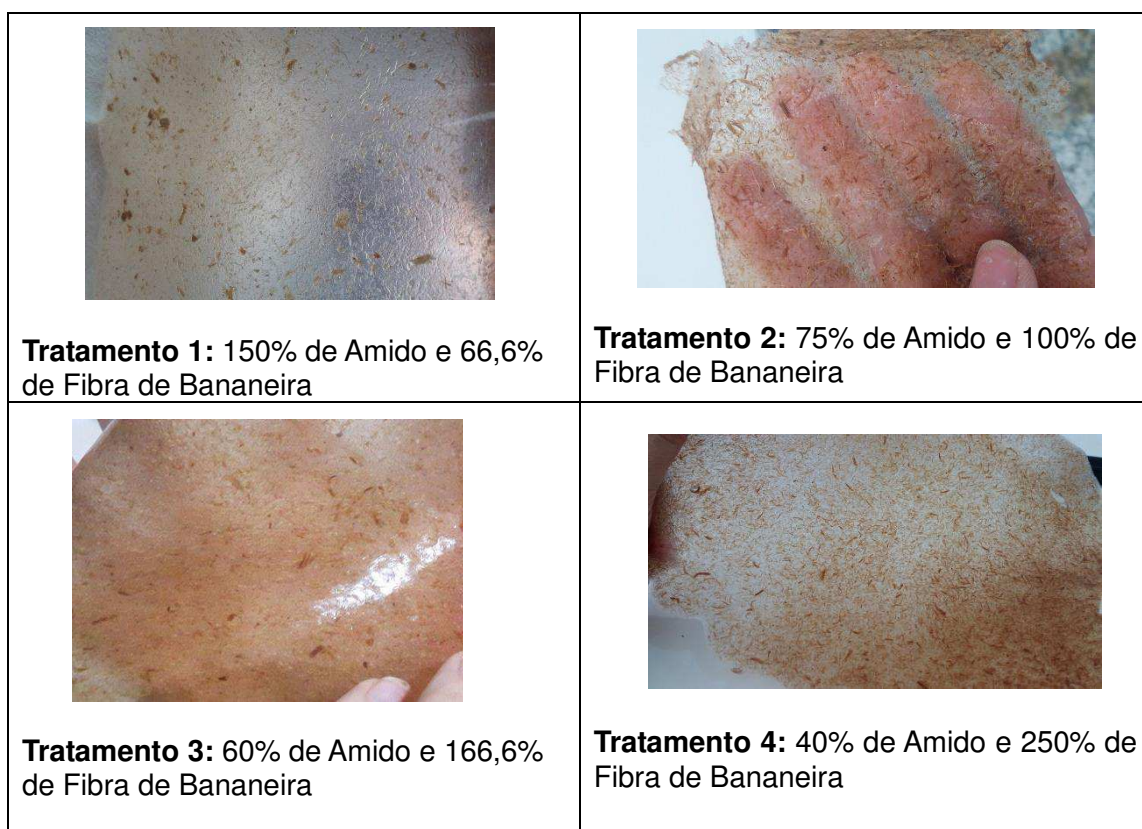 Tratamento 1: 150% de Amido e 66,6%
de Fibra de Bananeira
Tratamento 2: 75% de Amido e 100% de
Fibra de Bananeira
Tratamento 3: 60% de Amido e 166,6%
de Fibra de Bananeira
Tratamento 4: 40% de Amido e 250% de
Fibra de Bananeira